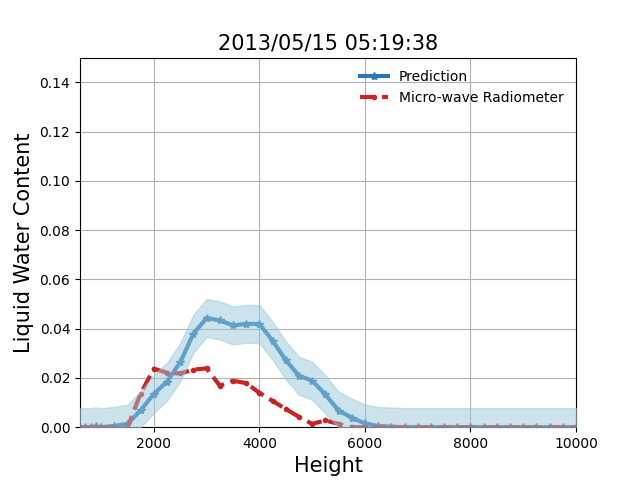 2013/05/15 05:19:38
Prediction
Micro-wave Radiometer
Liquid Water Content
0.14
0.12
0.10
0.08
0.06
0.04
0.02
0.00
2000 4000 6000 8000 10000
Height